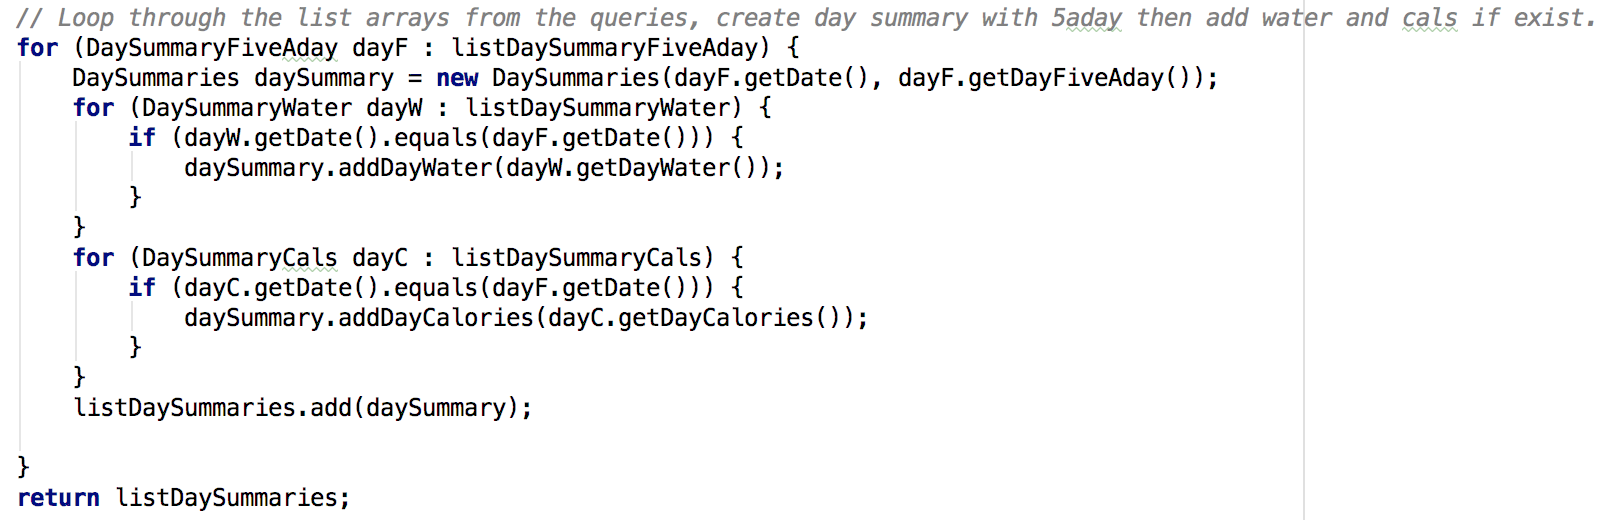 // Loop through the list arrays from the queries, create day summary with 5aday then add water and cals if exist.
for (DaySummaryFiveAday dayF : listDaySummaryFiveAday) {
    DaySummaries daySummary = new DaySummaries(dayF.getDate(), dayF.getDayFiveAday());
    for (DaySummaryWater dayW : listDaySummaryWater) {
        if (dayW.getDate().equals(dayF.getDate())) {
            daySummary.addDayWater(dayW.getDayWater());
        }
    }
    for (DaySummaryCals dayC : listDaySummaryCals) {
        if (dayC.getDate().equals(dayF.getDate())) {
            daySummary.addDayCalories(dayC.getDayCalories());
        }
    }
    listDaySummaries.add(daySummary);

}
return listDaySummaries;